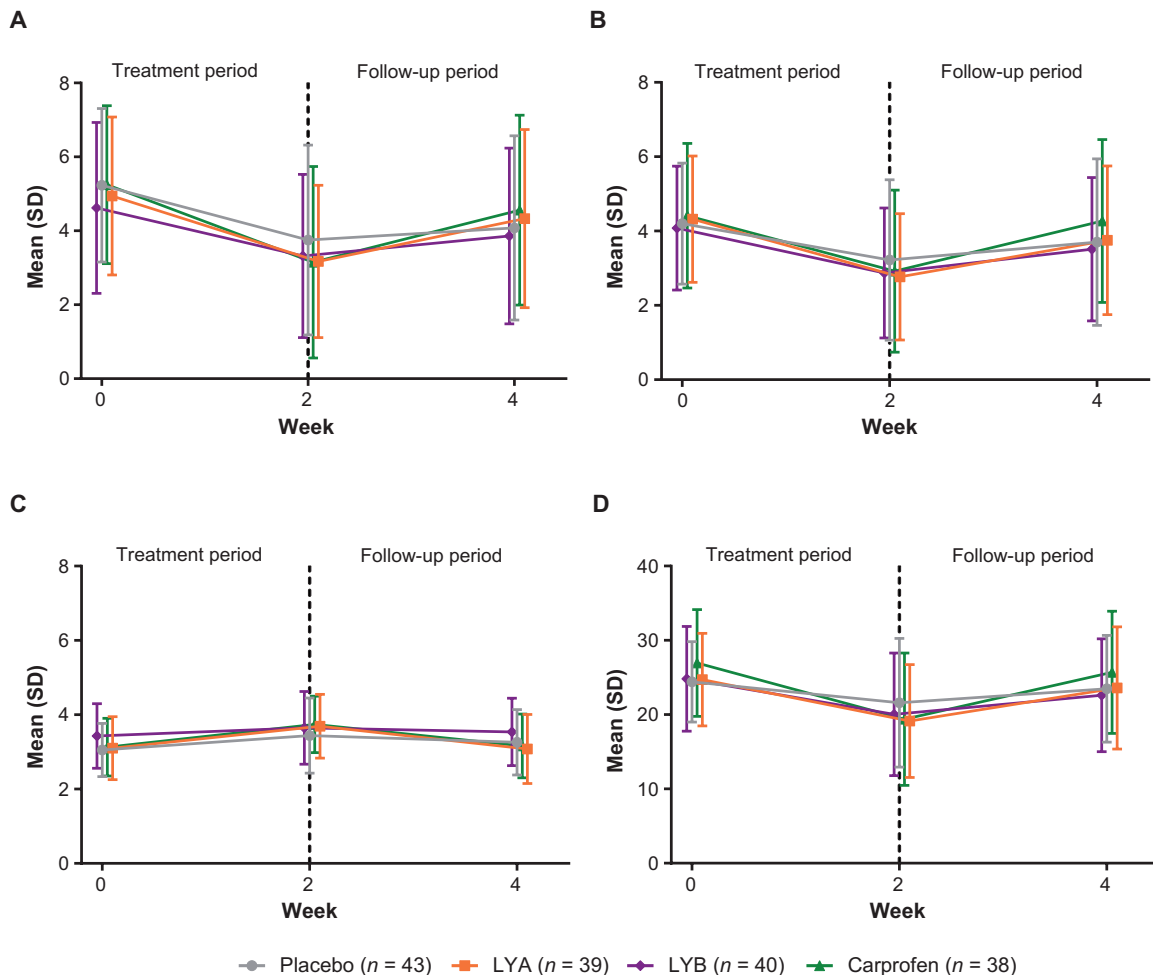 A
Treatment period
Follow-up period
Mean (SD)
8
6
4
2
0
0
2
4
Week
B
Treatment period
Follow-up period
Mean (SD)
8
6
4
2
0
0
2
4
Week
C
Treatment period
Follow-up period
Mean (SD)
8
6
4
2
0
0
2
4
Week
D
Treatment period
Follow-up period
Mean (SD)
40
30
20
10
0
0
2
4
Week
Placebo (n = 43) LYA (n = 39) LYB (n = 40) Carprofen (n = 38)